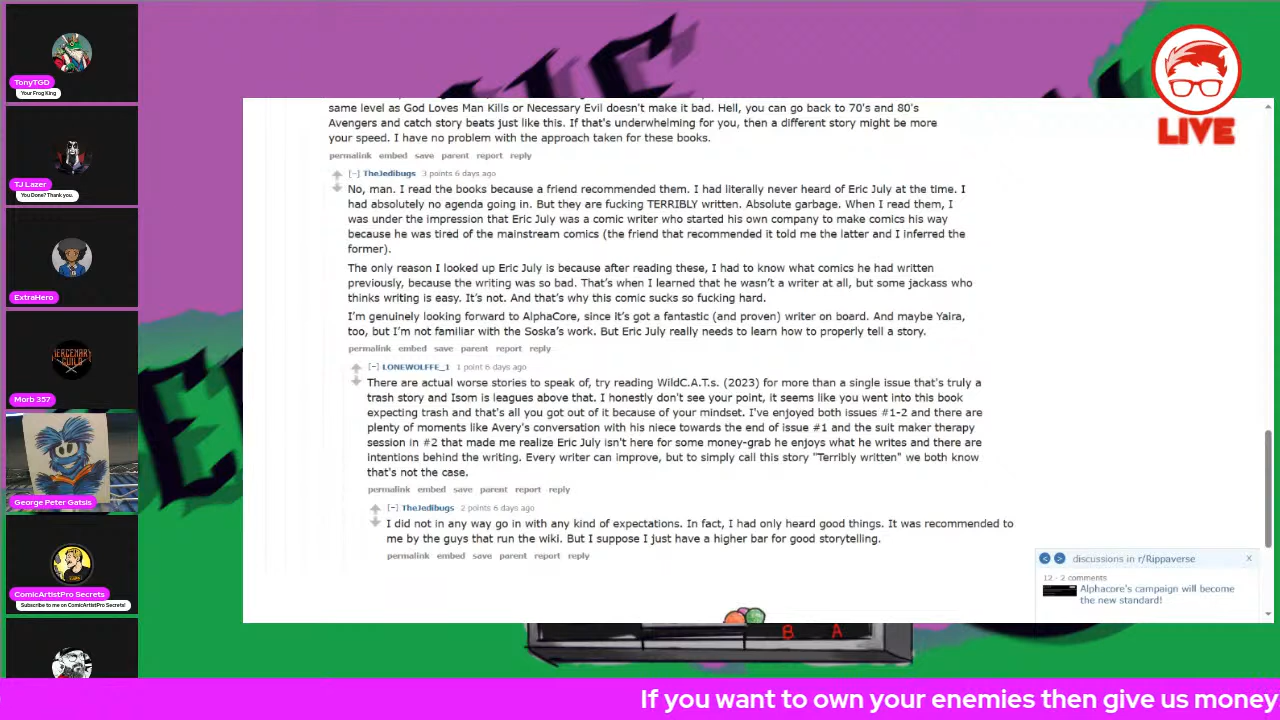 TonyTGD
Your Frog King
TJ Lazer
You Done? Thank you.
ExtraHero
MERCENARY
GUILD
Morb 357
George Peter Gatsis
ComicArtistPro Secrets
Subscribe to me on ComicArtistPro Secrets!
LIVE
same level as God Loves Man Kills or Necessary Evil doesn't make it bad. Hell, you can go back to 70's and 80's
Avengers and catch story beats just like this. If that's underwhelming for you, then a different story might be more
your speed. I have no problem with the approach taken for these books.
permalink embed save parent report reply
[-] TheJedibugs 3 points 6 days ago
No, man. I read the books because a friend recommended them. I had literally never heard of Eric July at the time. I
had absolutely no agenda going in. But they are fucking TERRIBLY written. Absolute garbage. When I read them, I
was under the impression that Eric July was a comic writer who started his own company to make comics his way
because he was tired of the mainstream comics (the friend that recommended it told me the latter and I inferred the
former).
The only reason I looked up Eric July is because after reading these, I had to know what comics he had written
previously, because the writing was so bad. That's when I learned that he wasn't a writer at all, but some jackass who
thinks writing is easy. It's not. And that's why this comic sucks so fucking hard.
I'm genuinely looking forward to AlphaCore, since it's got a fantastic (and proven) writer on board. And maybe Yaira,
too, but I'm not familiar with the Soska's work. But Eric July really needs to learn how to properly tell a story.
permalink embed save parent report reply
[-] LONEWOLFFE_1 1 point 6 days ago
There are actual worse stories to speak of, try reading WildC.A.T.s. (2023) for more than a single issue that's truly a
trash story and Isom is leagues above that. I honestly don't see your point, it seems like you went into this book
expecting trash and that's all you got out of it because of your mindset. I've enjoyed both issues #1-2 and there are
plenty of moments like Avery's conversation with his niece towards the end of issue #1 and the suit maker therapy
session in #2 that made me realize Eric July isn't here for some money-grab he enjoys what he writes and there are
intentions behind the writing. Every writer can improve, but to simply call this story "Terribly written" we both know
that's not the case.
permalink embed save parent report reply
[-] TheJedibugs 2 points 6 days ago
I did not in any way go in with any kind of expectations. In fact, I had only heard good things. It was recommended to
me by the guys that run the wiki. But I suppose I just have a higher bar for good storytelling.
permalink embed save parent report reply
< > discussions in r/Rippaverse X
12 · 2 comments
Alphacore's campaign will become
the new standard!
B A
If you want to own your enemies then give us money